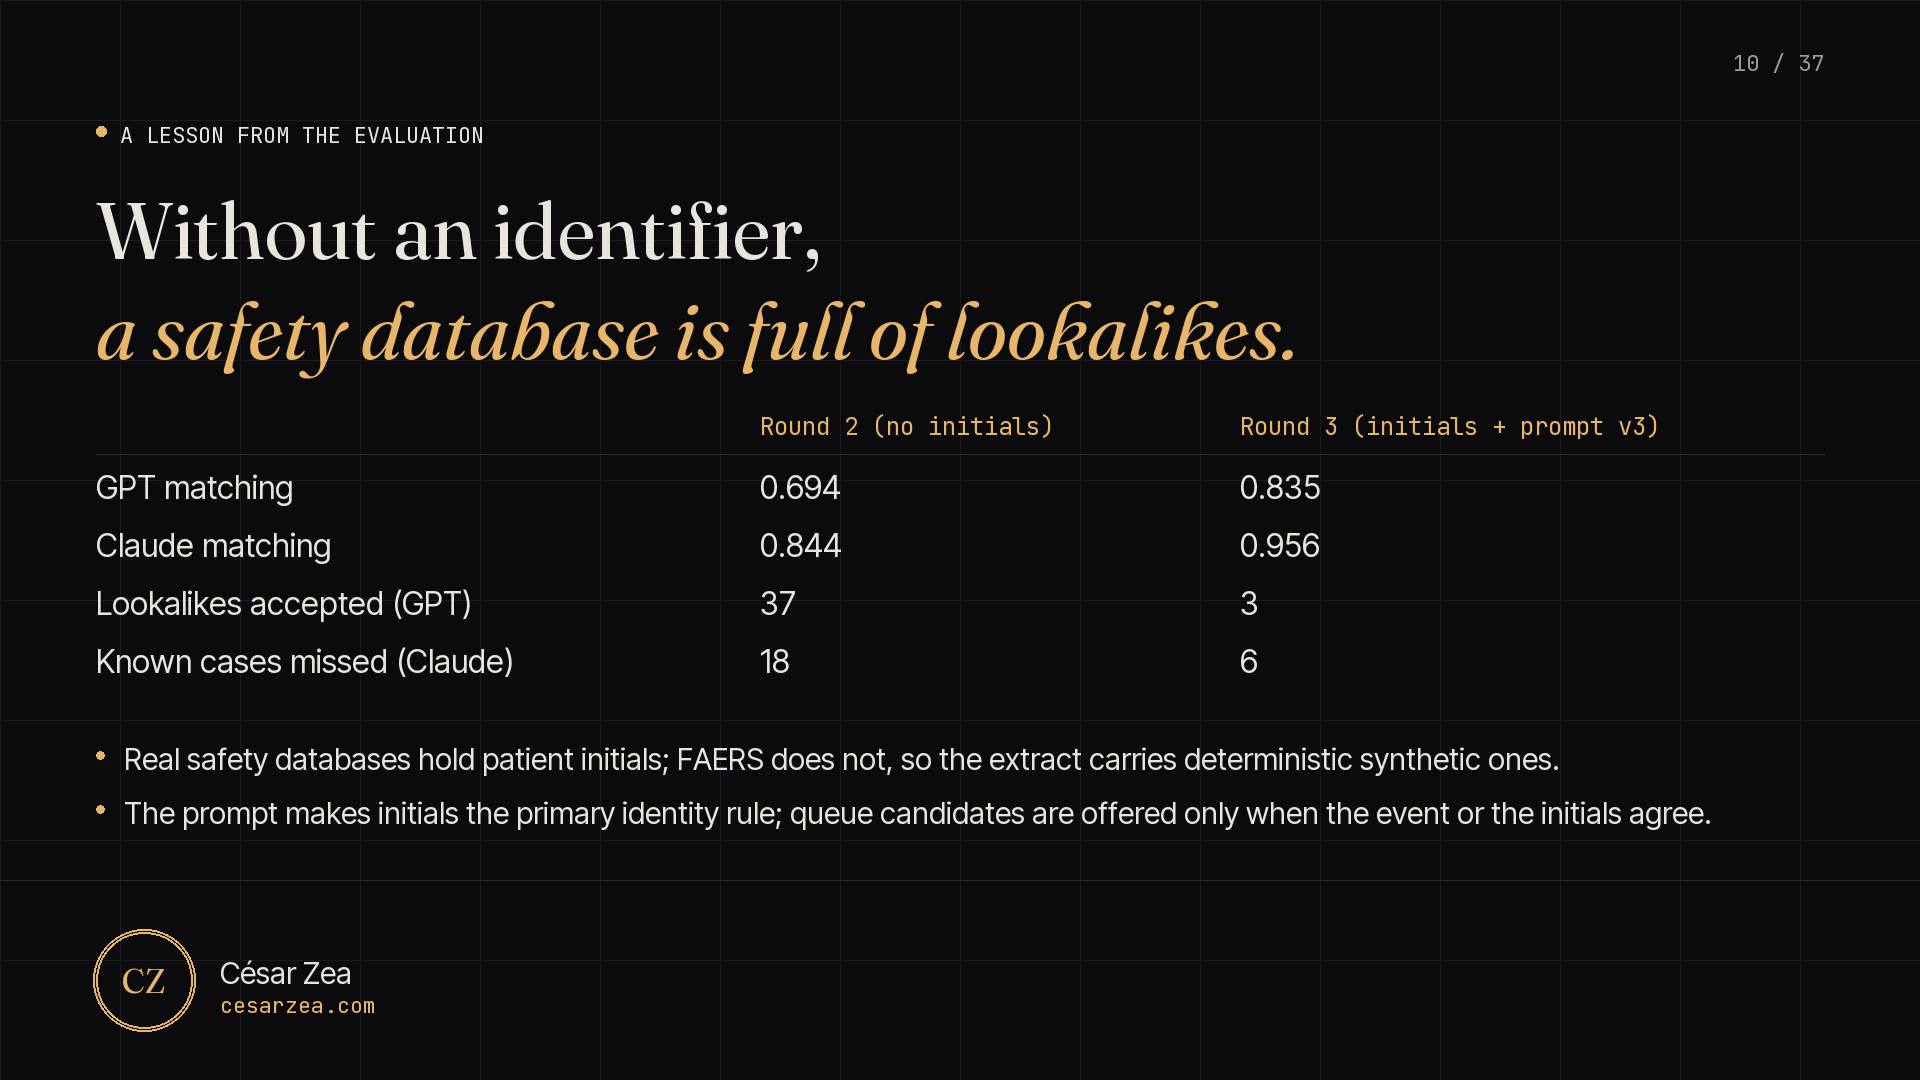 10 / 37
A LESSON FROM THE EVALUATION
Without an identifier,
a safety database is full of lookalikes.
Round 2 (no initials) Round 3 (initials + prompt v3)
GPT matching 0.694 0.835
Claude matching 0.844 0.956
Lookalikes accepted (GPT) 37 3
Known cases missed (Claude) 18 6
Real safety databases hold patient initials; FAERS does not, so the extract carries deterministic synthetic ones.
The prompt makes initials the primary identity rule; queue candidates are offered only when the event or the initials agree.
CZ
César Zea
cesarzea.com